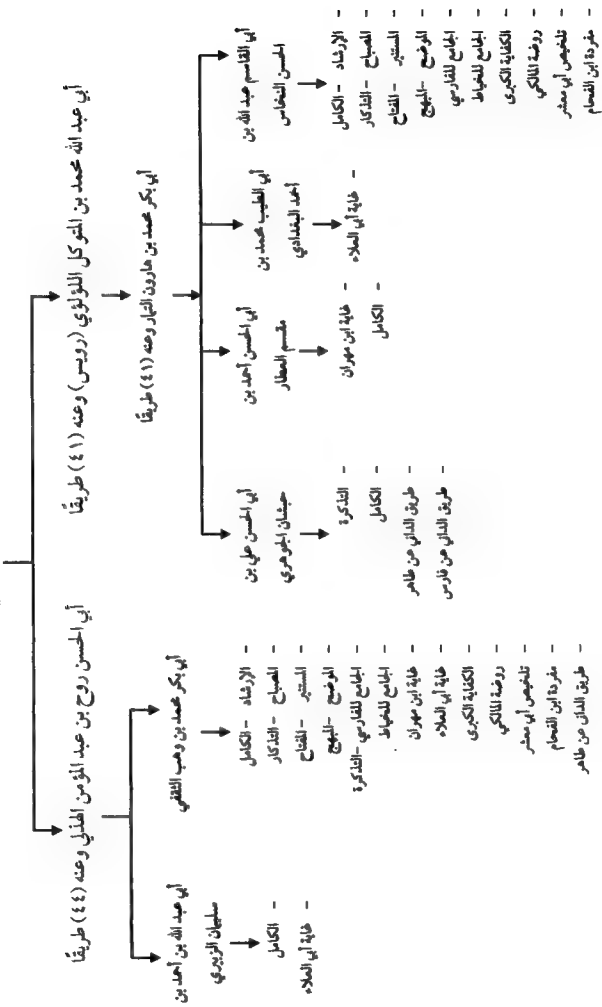 أبي عبد الله محمد بن المتوكل اللؤلؤي (رويس) وعنه (٤١) طريقًا
أبي بكر محمد بن هارون التمار وعنه (٤١) طريقًا
أبي القاسم عبد الله بن
الحسن النخاس
- الإرشاد - الكامل
- المصباح - التذكار
- المستنير - المفتاح
- الموضح - المبهج
- الجامع للفارسي
- الجامع للخياط
- الكفاية الكبرى
- روضة المالكي
- تلخيص أبي معشر
- مفردة ابن الفحام
أبي الطيب محمد بن
أحمد البغدادي
- غاية أبي العلاء
أبي الحسن أحمد بن
مقسم العطار
- غاية ابن مهران
- الكامل
أبي الحسن علي بن
حبشان الجوهري
- التذكرة
- الكامل
- طريق الداني عن طاهر
- طريق الداني عن فارس
أبي الحسن روح بن عبد المؤمن الهذلي وعنه (٤٤) طريقًا
أبي بكر محمد بن وهب الثقفي
- الإرشاد - الكامل
- المصباح - التذكار
- المستنير - المفتاح
- الموضح - المبهج
- الجامع للفارسي - التذكرة
- الجامع للخياط
- غاية ابن مهران
- غاية أبي العلاء
- الكفاية الكبرى
- روضة المالكي
- تلخيص أبي معشر
- مفردة ابن الفحام
- طريق الداني عن طاهر
أبي عبد الله بن أحمد بن
سليمان الزبيري
- الكامل
- غاية أبي العلاء